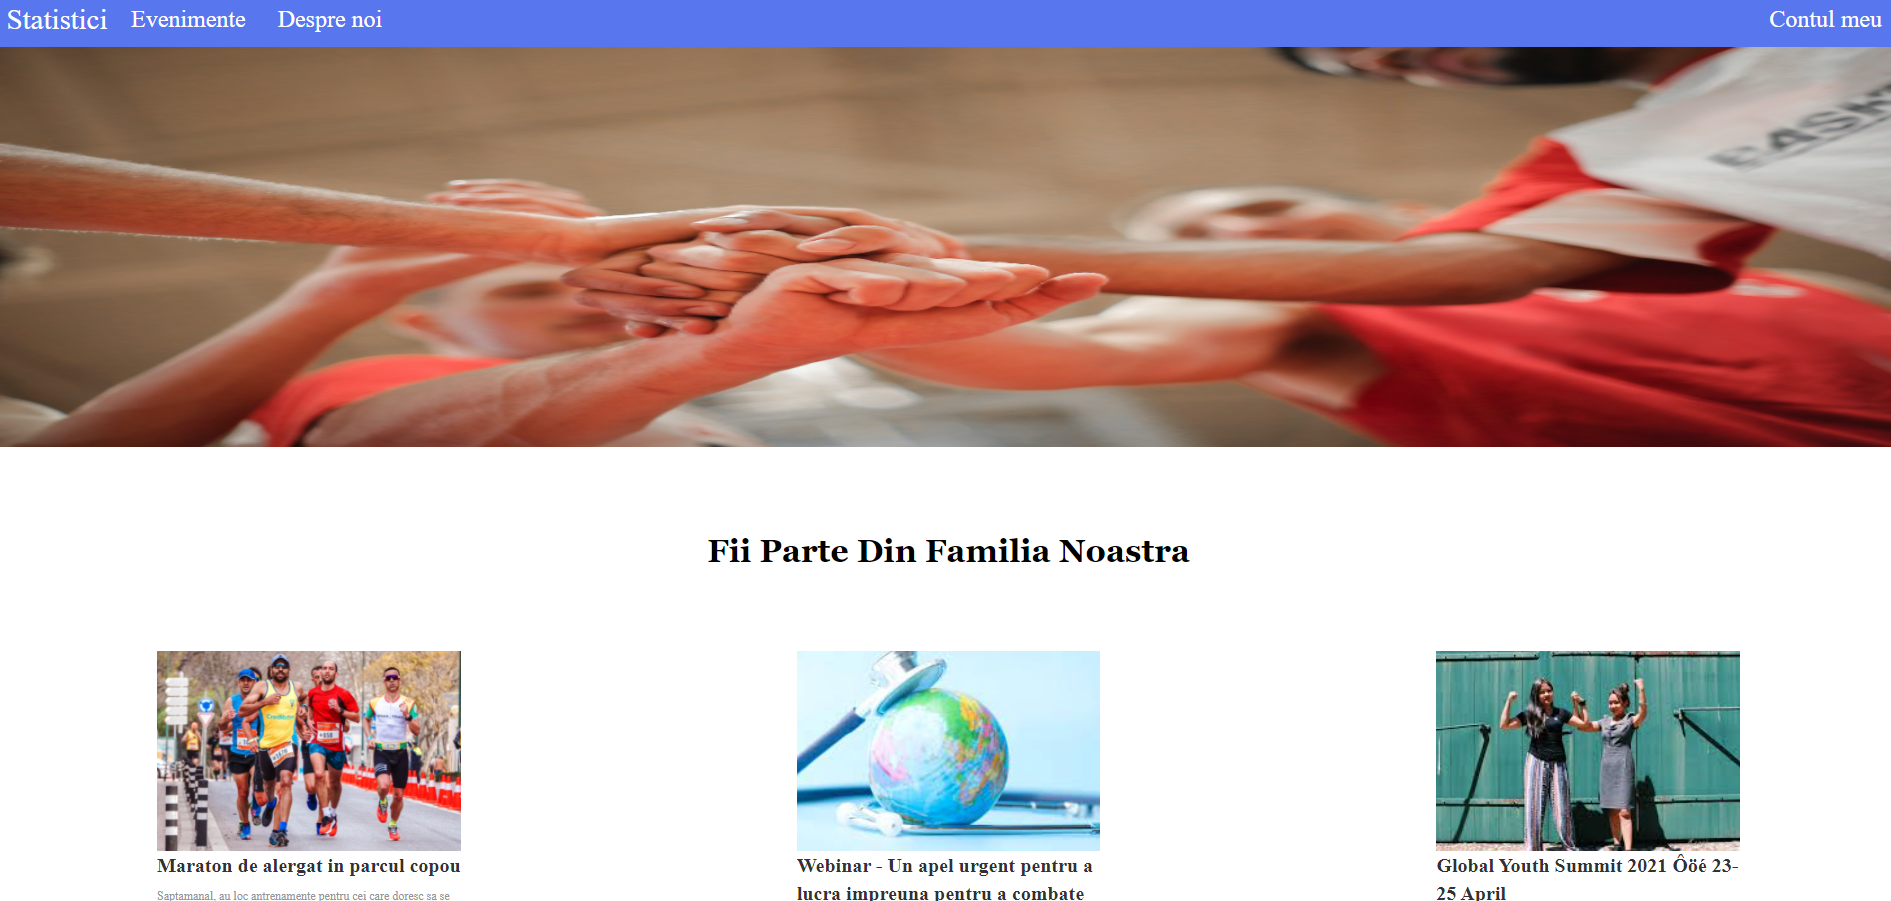 Statistici Evenimente Despre noi Contul meu
Fii Parte Din Familia Noastra
Maraton de alergat in parcul copou
Saptamanal, au loc antrenamente pentru cei care doresc sa se
Webinar - Un apel urgent pentru a
lucra impreuna pentru a combate
Global Youth Summit 2021 Ôöé 23-
25 April